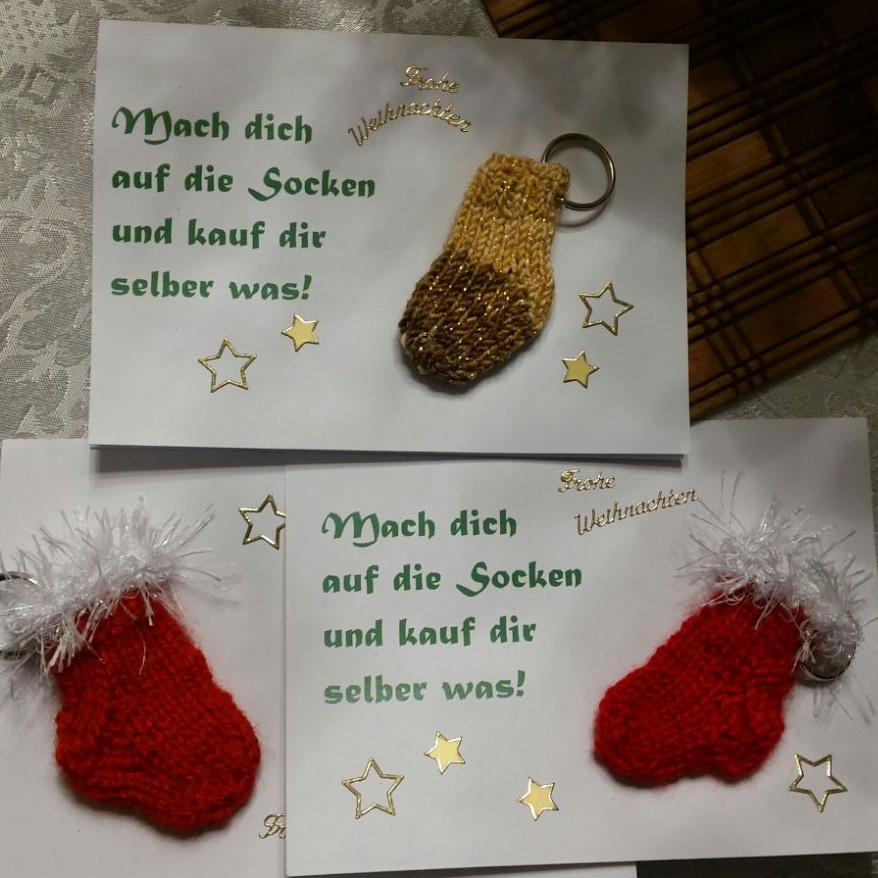 Frohe
Weihnachten
Mach dich
auf die Socken
und kauf dir
selber was!
Frohe
Weihnachten
Mach dich
auf die Socken
und kauf dir
selber was!